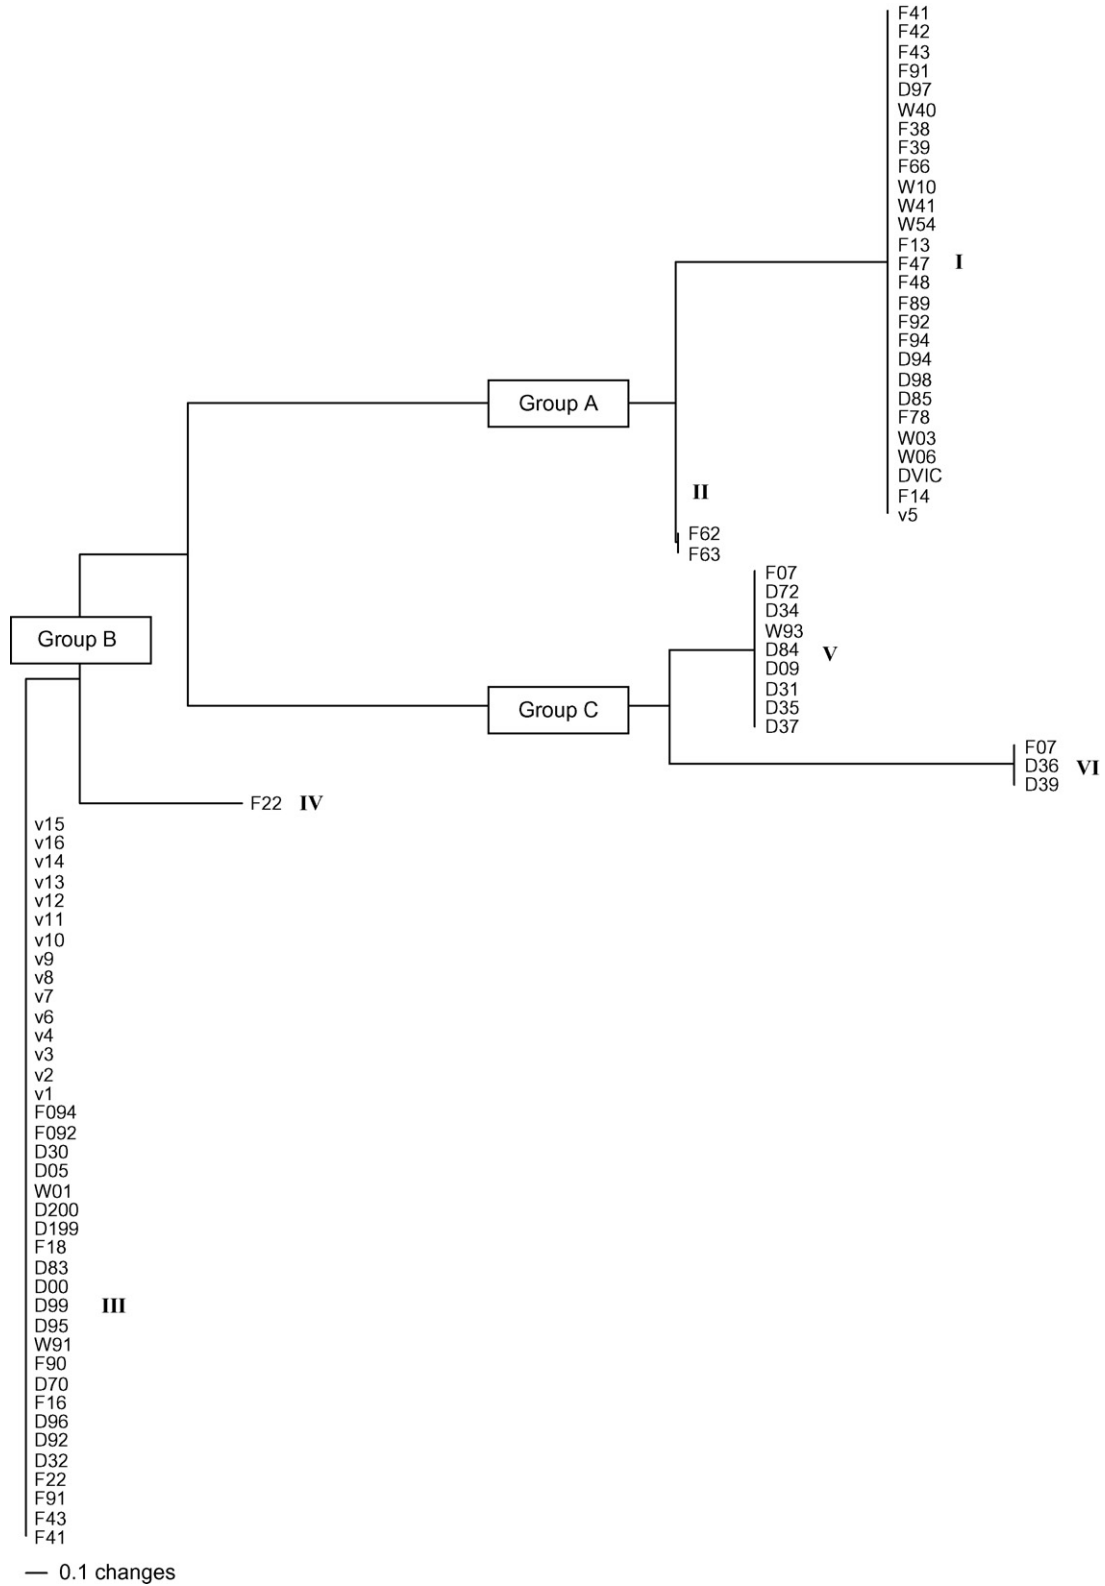 F41
F42
F43
F91
D97
W40
F38
F39
F66
W10
W41
W54
F13
F47 I
F48
F89
F92
F94
D94
D98
D85
F78
W03
W06
DVIC
F14
v5
Group A
II
F62
F63
F07
D72
D34
W93
D84 V
D09
D31
D35
D37
Group B
Group C
F07
D36 VI
D39
F22 IV
v15
v16
v14
v13
v12
v11
v10
v9
v8
v7
v6
v4
v3
v2
v1
F094
F092
D30
D05
W01
D200
D199
F18
D83
D00
D99 III
D95
W91
F90
D70
F16
D96
D92
D32
F22
F91
F43
F41
0.1 changes